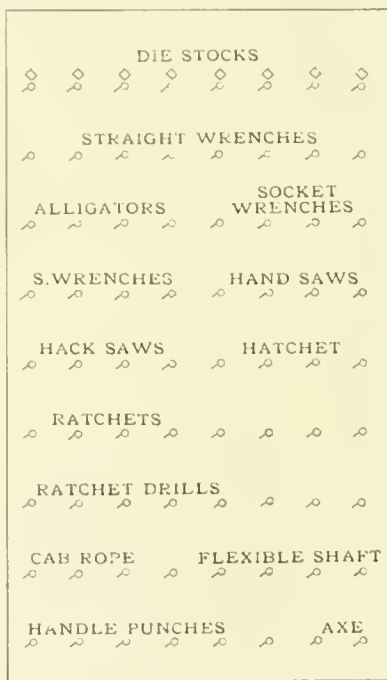 DIE STOCKS
STRAIGHT WRENCHES
ALLIGATORS
SOCKET
WRENCHES
S.WRENCHES HAND SAWS
HACK SAWS HATCHET
RATCHETS
RATCHET DRILLS
CAB ROPE FLEXIBLE SHAFT
HANDLE PUNCHES AXE